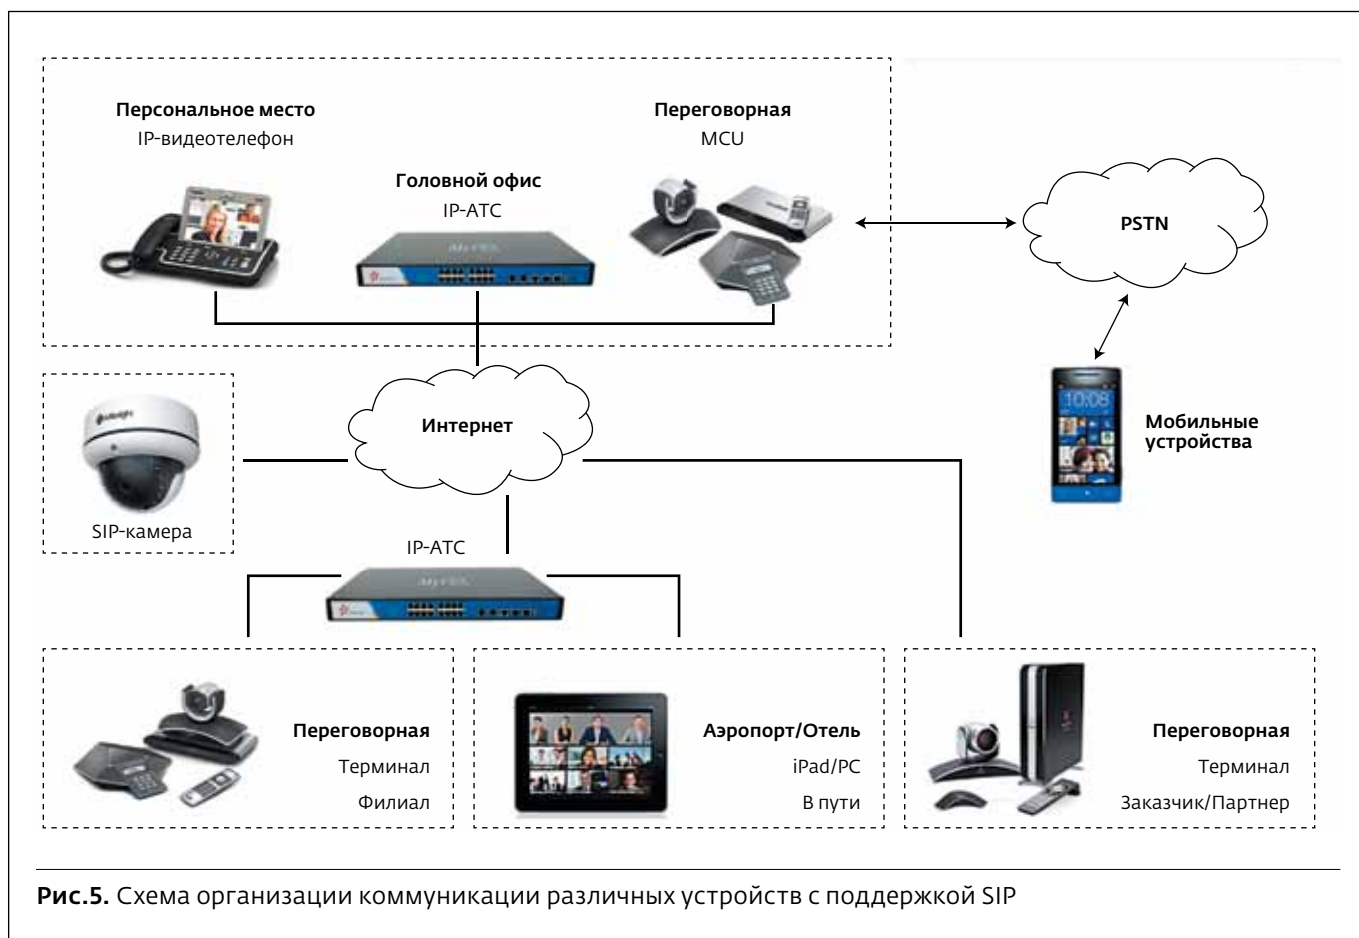 Персональное место
IP-видеотелефон
Переговорная
MCU
Головной офис
IP-АТС
PSTN
Интернет
10:08
Мобильные
устройства
SIP-камера
IP-АТС
Переговорная
Терминал
Филиал
Аэропорт/Отель
iPad/PC
В пути
Переговорная
Терминал
Заказчик/Партнер
Рис.5. Схема организации коммуникации различных устройств с поддержкой SIP